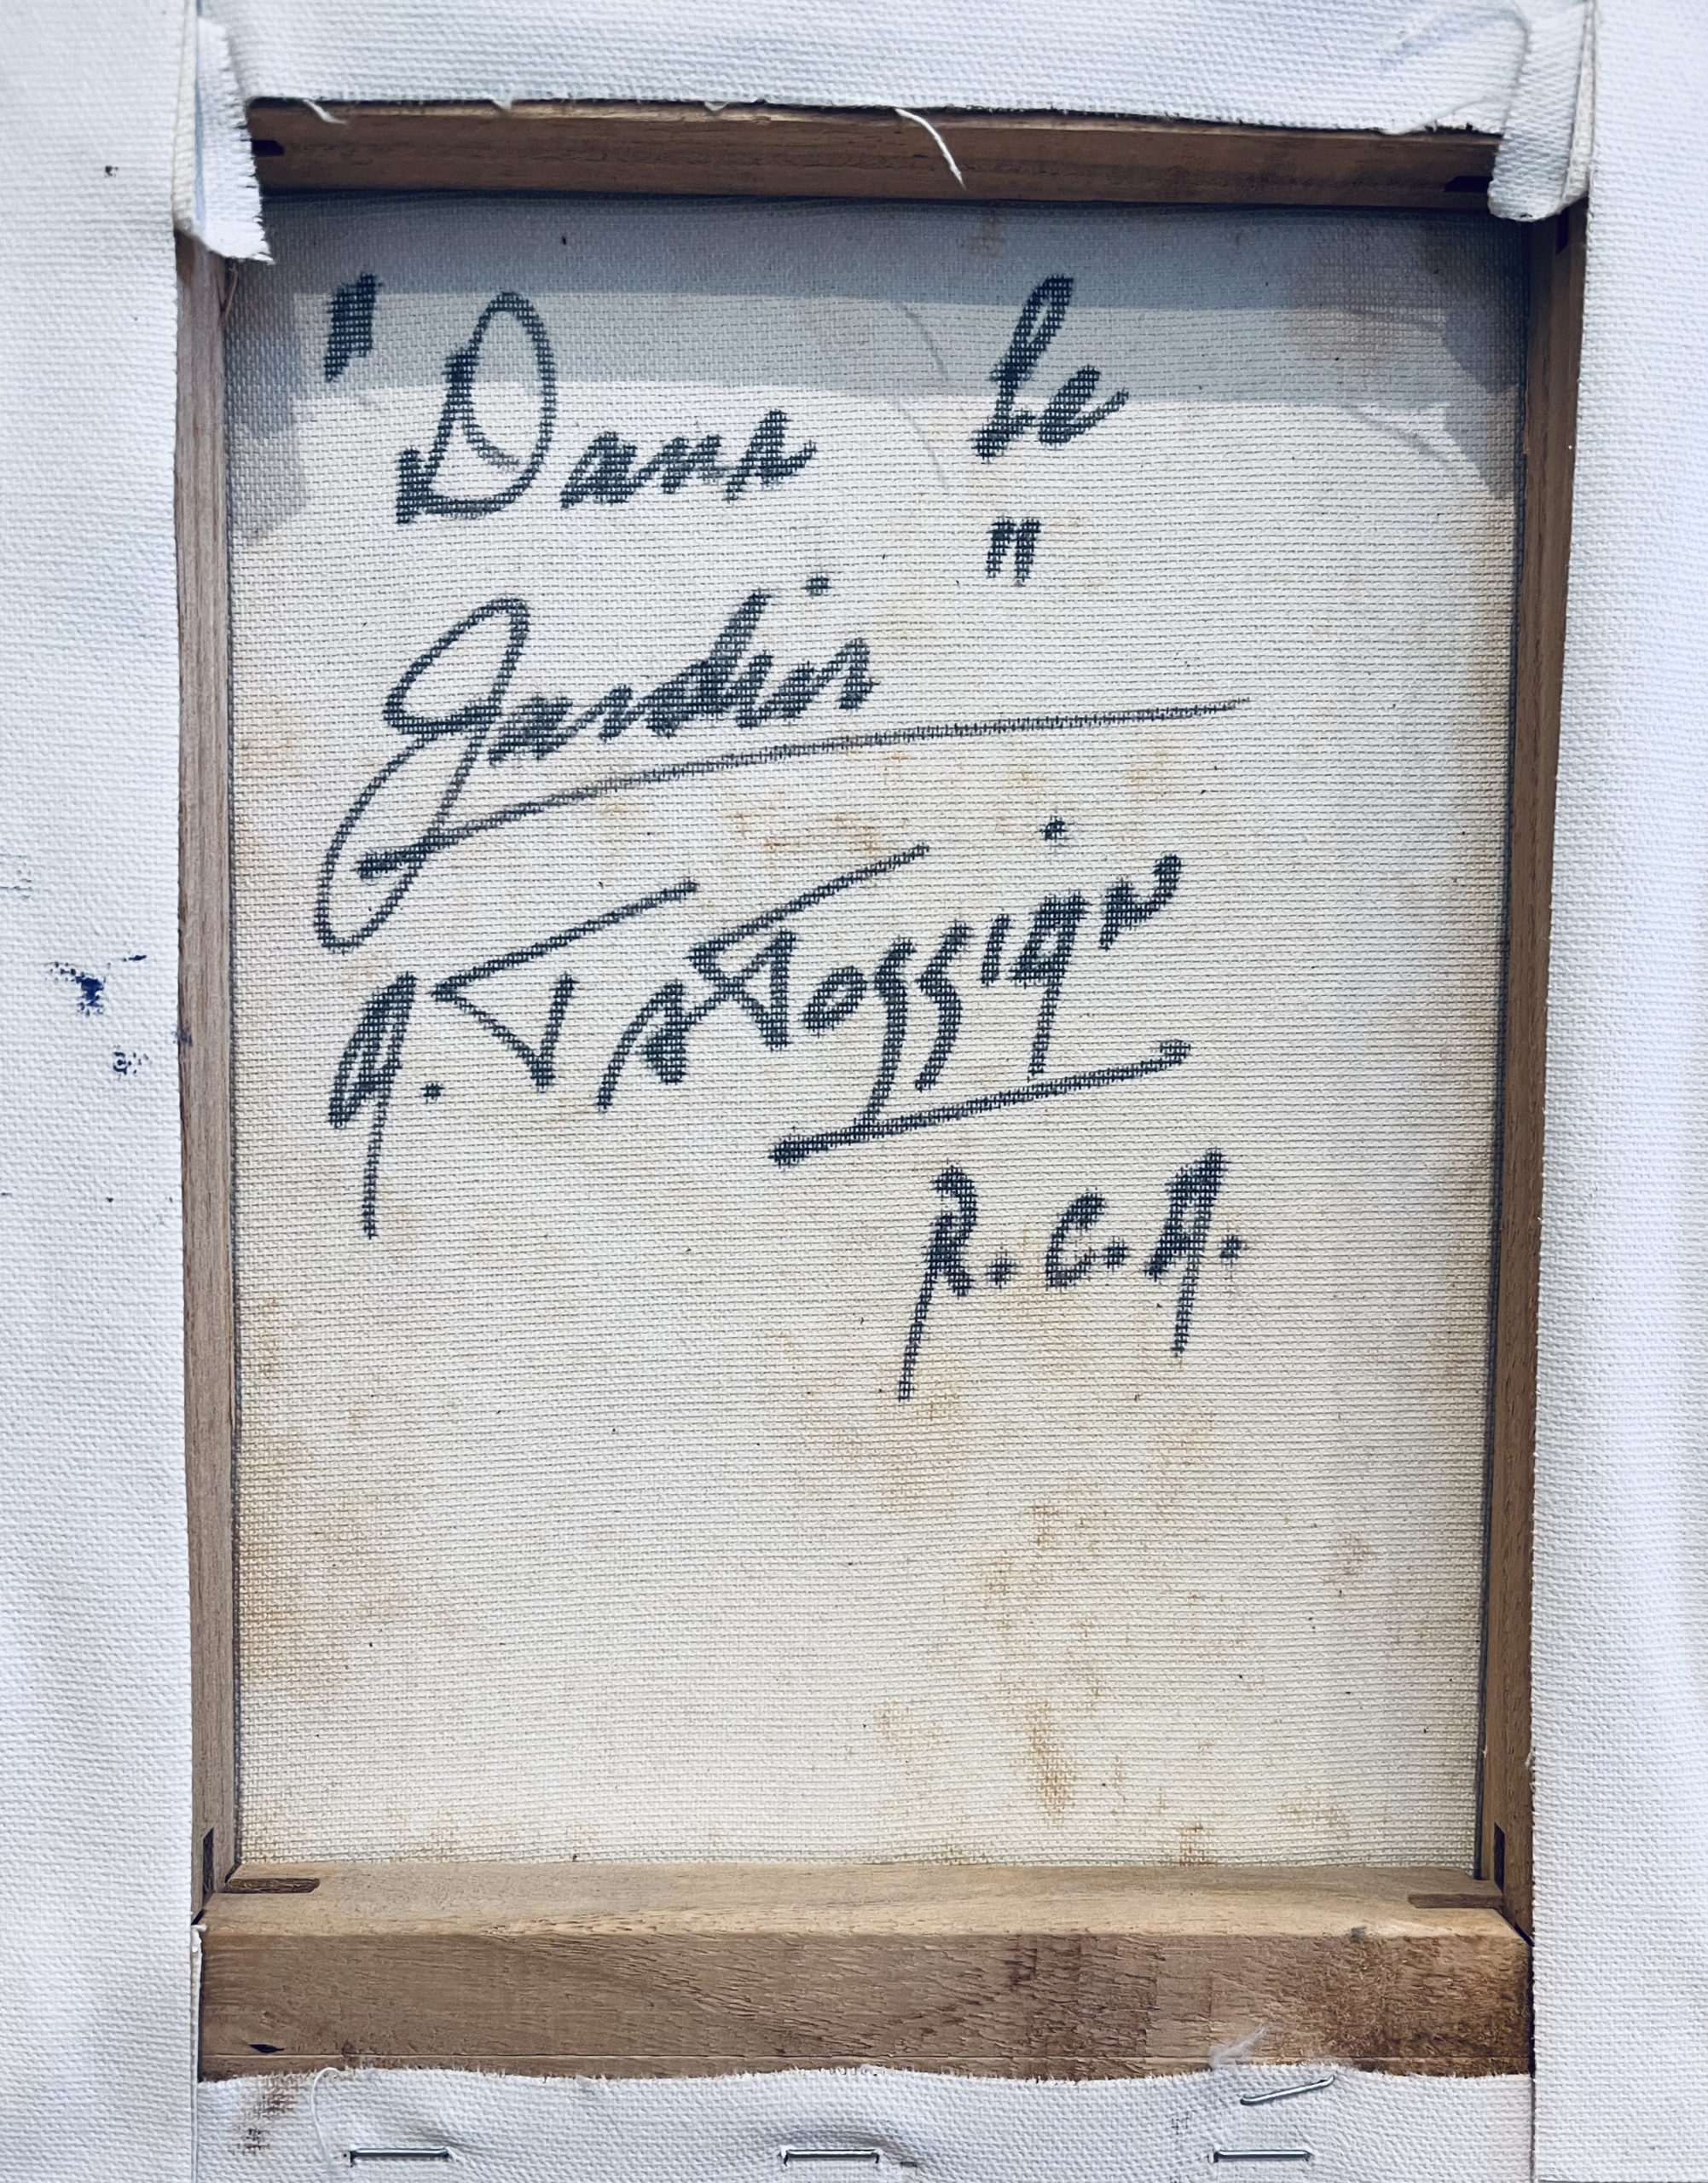 "Dans Le
Jardin"
A. TATossiAN
R.C.A.